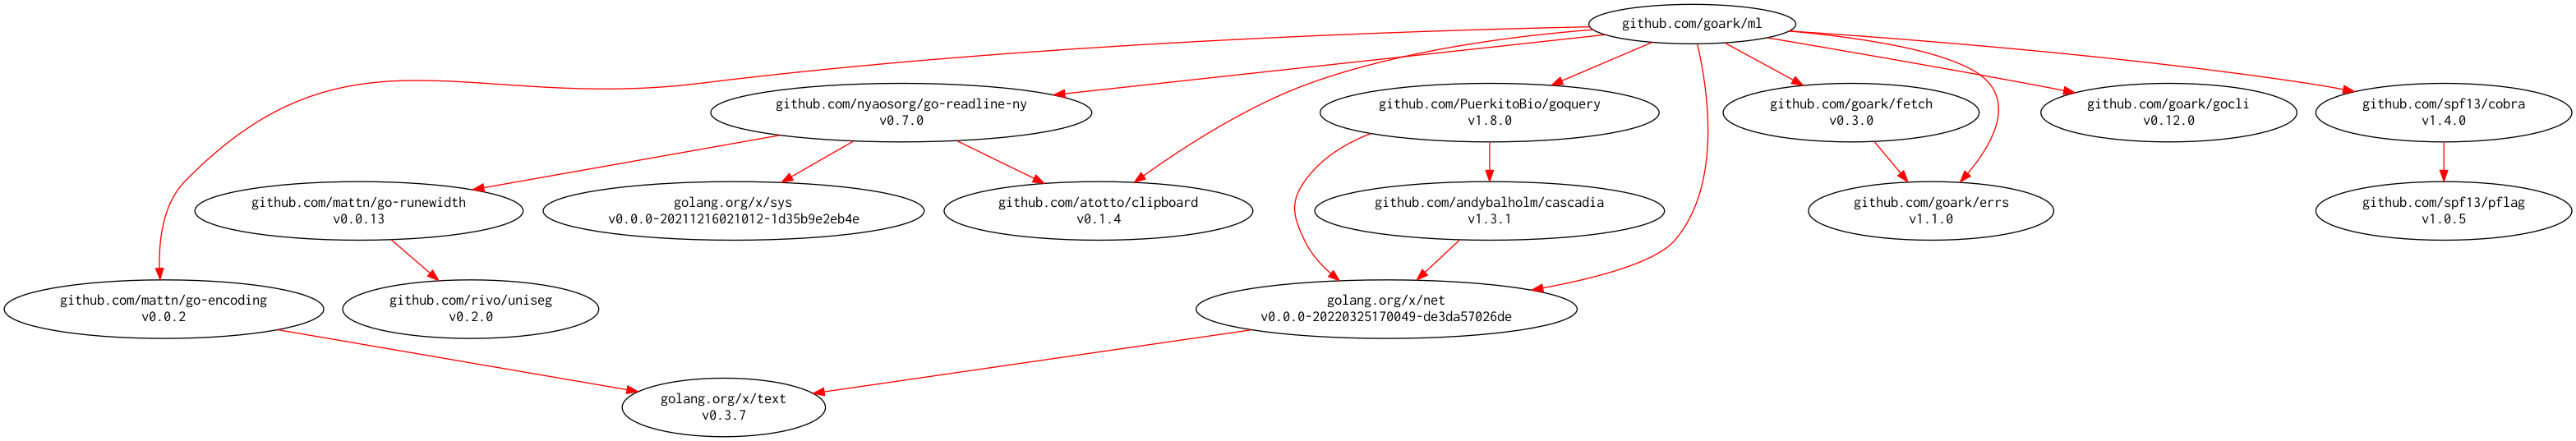 github.com/goark/ml
github.com/nyaosorg/go-readline-ny
v0.7.0
github.com/PuerkitoBio/goquery
v1.8.0
github.com/goark/fetch
v0.3.0
github.com/goark/gocli
v0.12.0
github.com/spf13/cobra
v1.4.0
github.com/mattn/go-runewidth
v0.0.13
golang.org/x/sys
v0.0.0-20211216021012-1d35b9e2eb4e
github.com/atotto/clipboard
v0.1.4
github.com/andybalholm/cascadia
v1.3.1
github.com/goark/errs
v1.1.0
github.com/spf13/pflag
v1.0.5
github.com/mattn/go-encoding
v0.0.2
github.com/rivo/uniseg
v0.2.0
golang.org/x/net
v0.0.0-20220325170049-de3da57026de
golang.org/x/text
v0.3.7